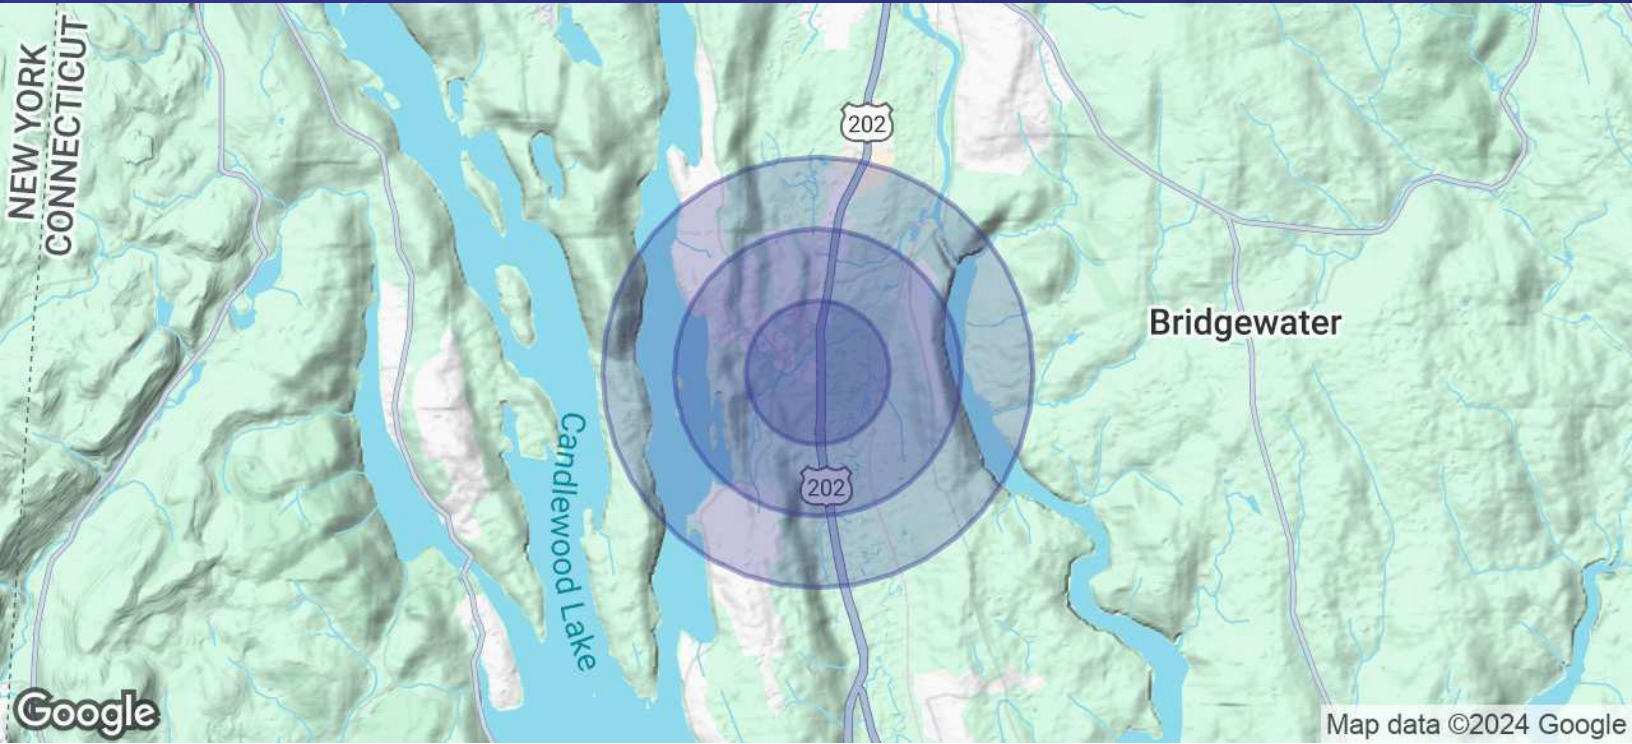 NEW YORK
CONNECTICUT
202
Bridgewater
Candlewood Lake
202
Google
Map data ©2024 Google